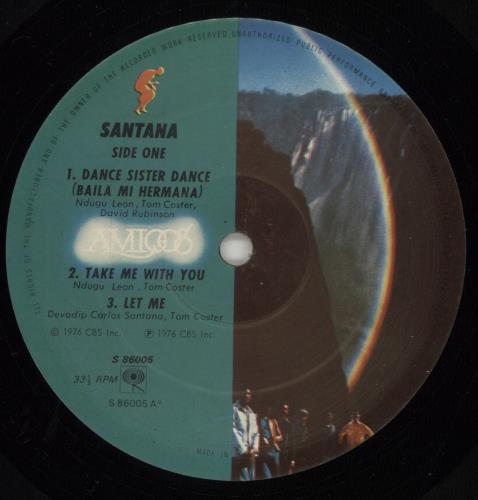 ALL RIGHTS OF THE MANUFACTURER AND OF THE OWNER OF THE RECORDED WORK RESERVED. UNAUTHORIZED PUBLIC PERFORMANCE
SANTANA
SIDE ONE
1. DANCE SISTER DANCE
(BAILA MI HERMANA)
Ndugu Leon, Tom Coster,
David Rubinson
AMIGOS
2. TAKE ME WITH YOU
Ndugu Leon, Tom Coster
3. LET ME
Devadip Carlos Santana, Tom Coster
© 1976 CBS Inc. ℗ 1976 CBS Inc.
S 86005
33⅓ RPM
S 86005 A
MADE IN